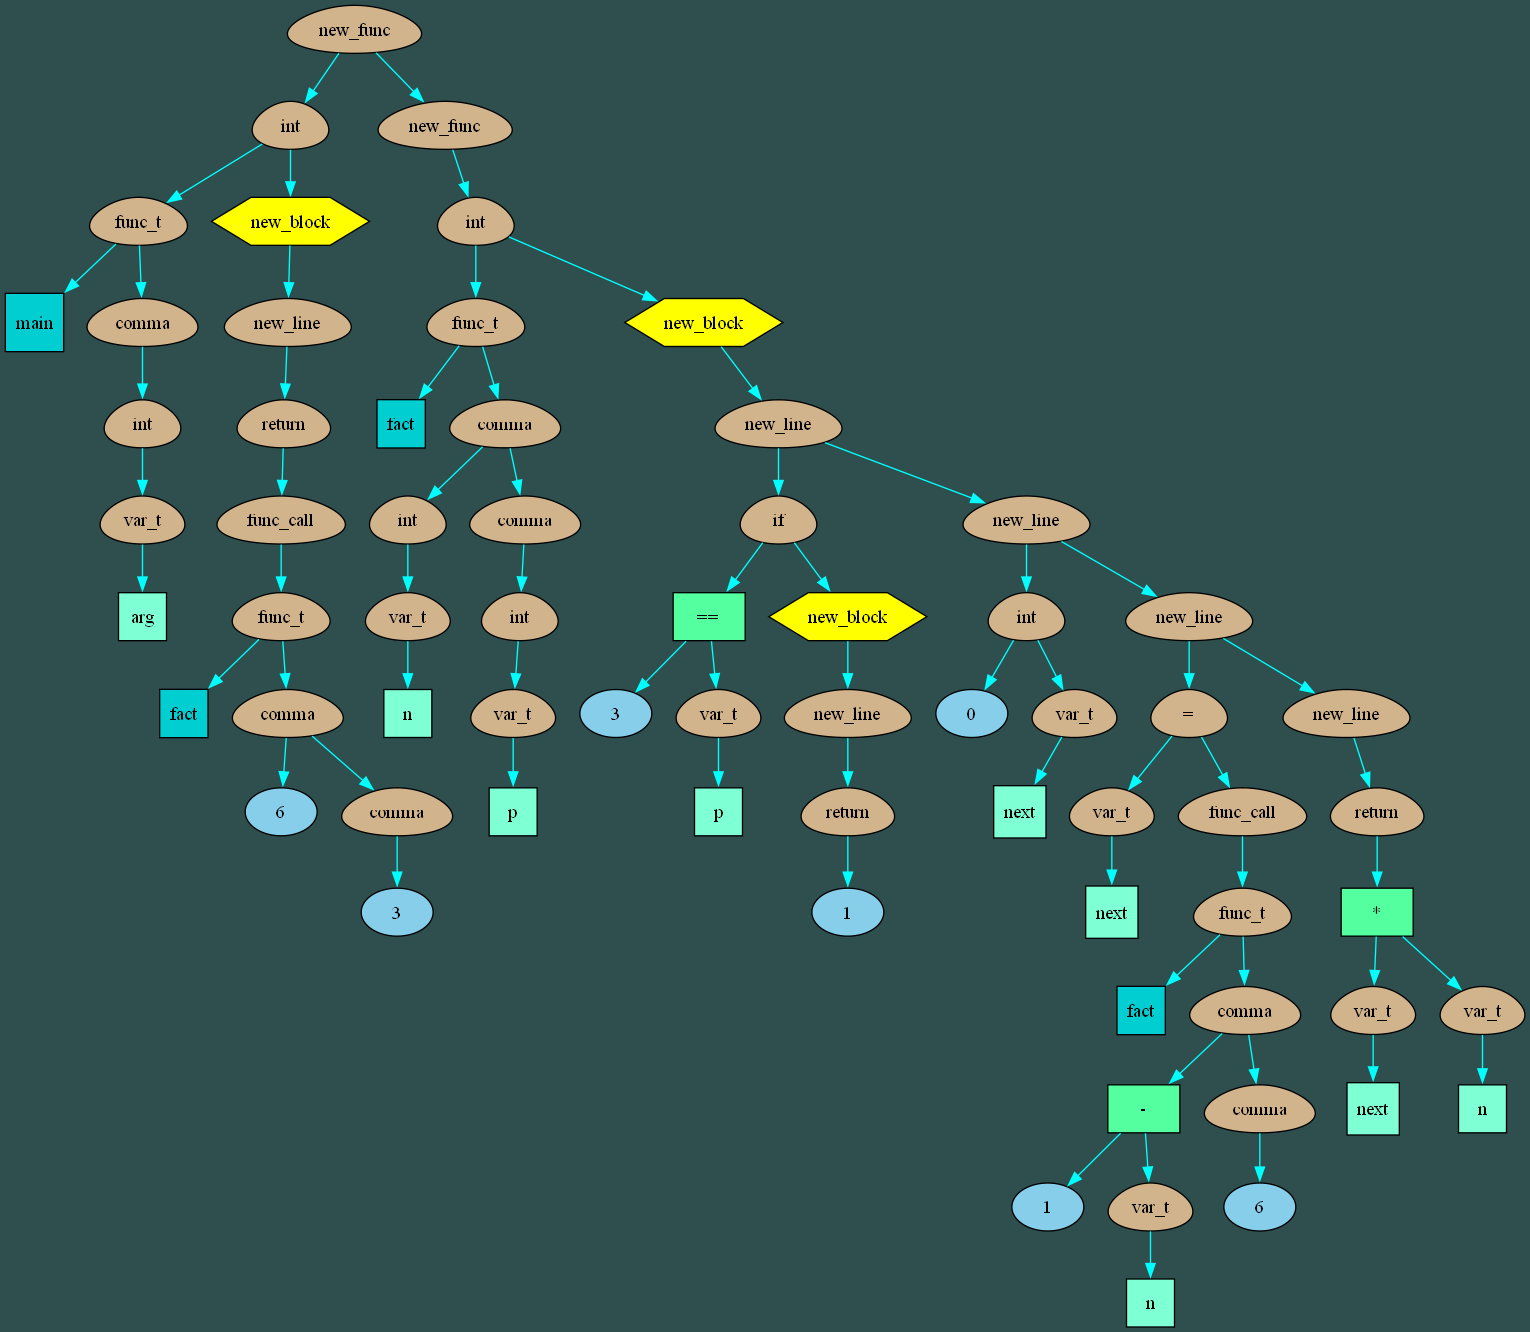 new_func
int
new_func
func_t
new_block
int
main
comma
new_line
func_t
new_block
int
return
fact
comma
new_line
var_t
func_call
int
comma
if
new_line
arg
func_t
var_t
int
==
new_block
int
new_line
fact
comma
n
var_t
3
var_t
new_line
0
var_t
=
new_line
6
comma
p
p
return
next
var_t
func_call
return
3
1
next
func_t
*
fact
comma
var_t
var_t
-
comma
next
n
1
var_t
6
n